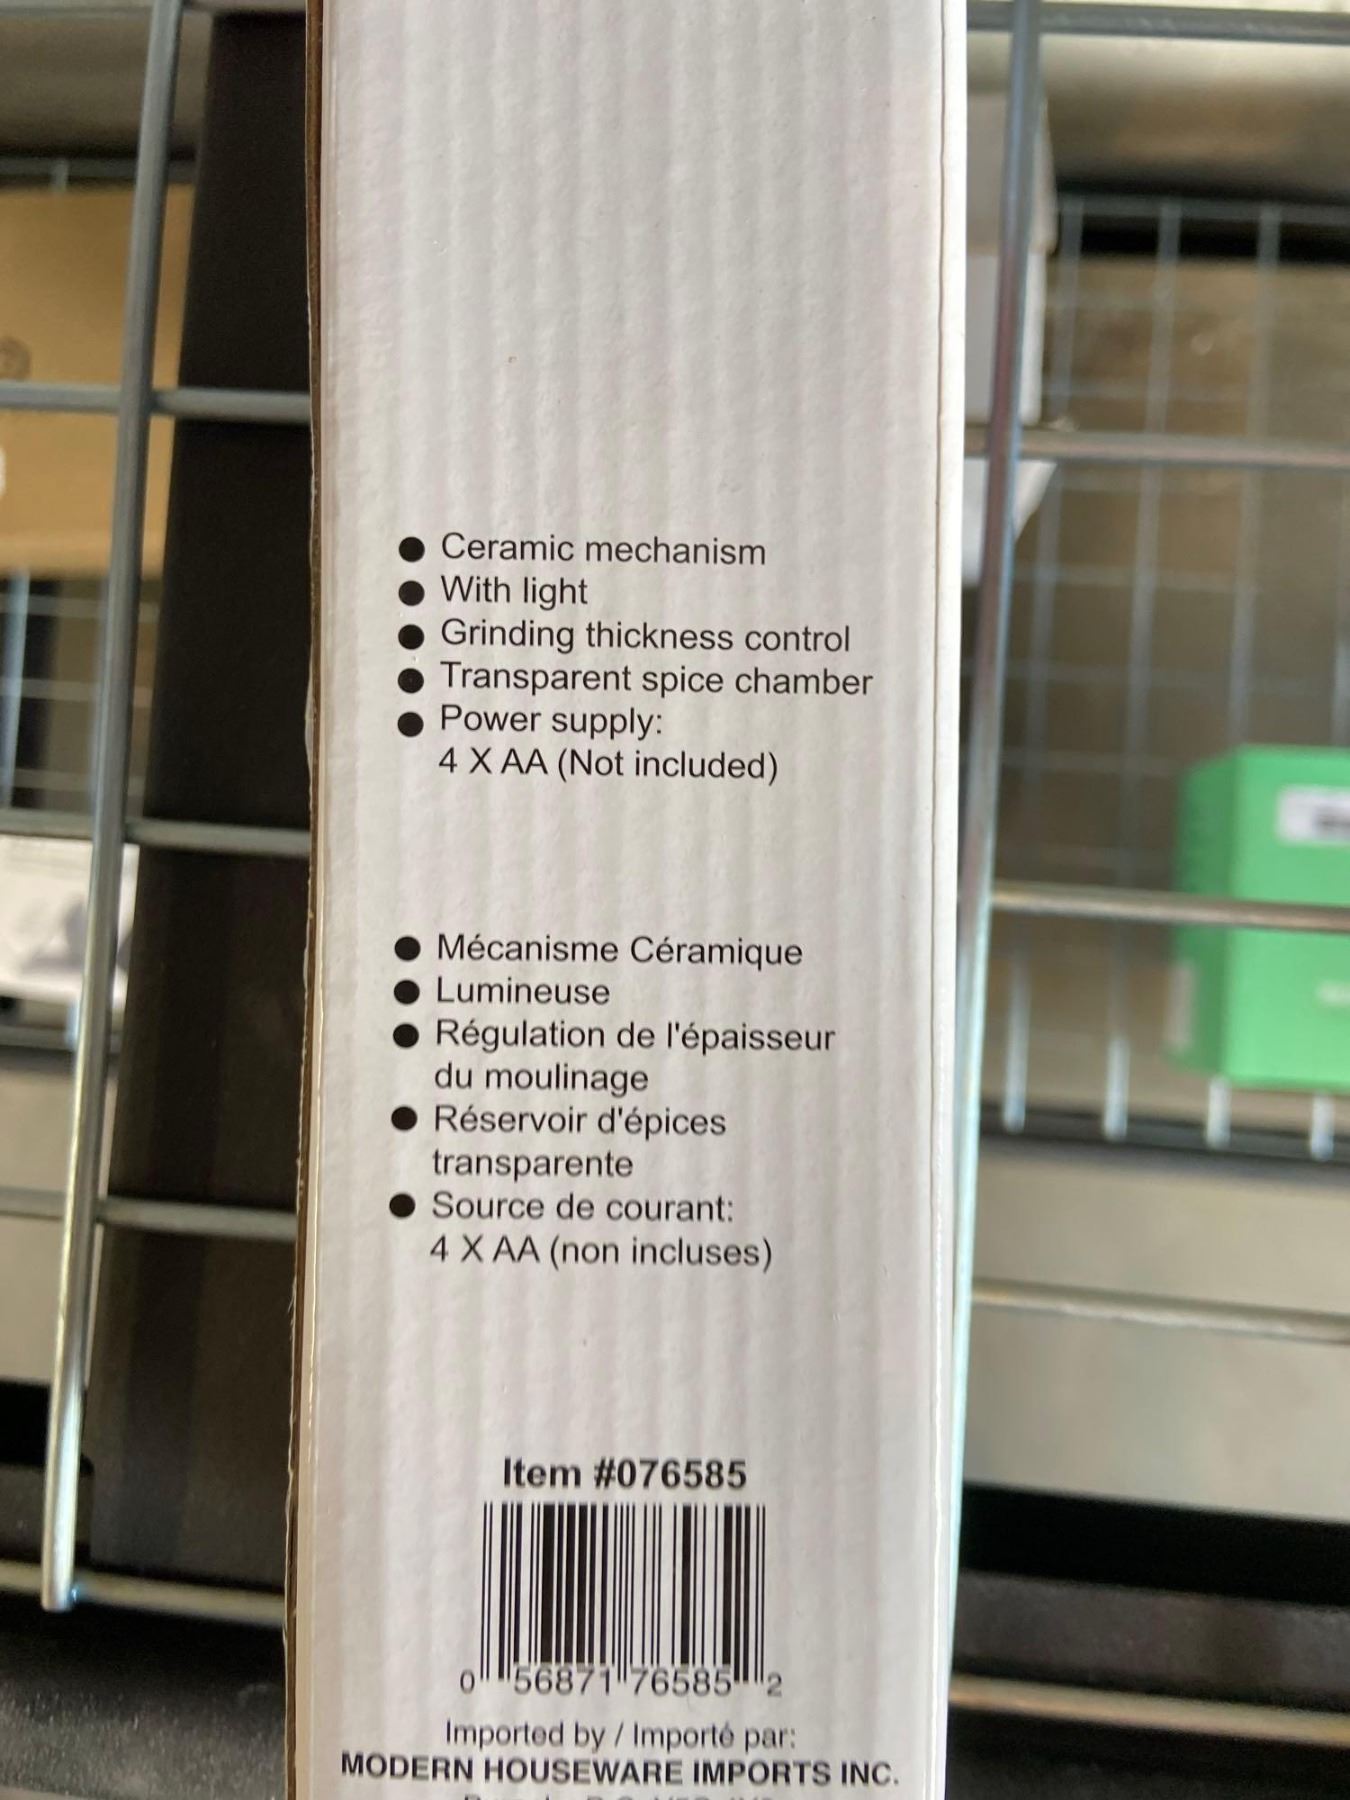 ● Ceramic mechanism
● With light
● Grinding thickness control
● Transparent spice chamber
● Power supply:
4 X AA (Not included)
● Mécanisme Céramique
● Lumineuse
● Régulation de l'épaisseur
du moulinage
● Réservoir d'épices
transparente
● Source de courant:
4 X AA (non incluses)
Item #076585
0 56871 76585 2
Imported by / Importé par:
MODERN HOUSEWARE IMPORTS INC.